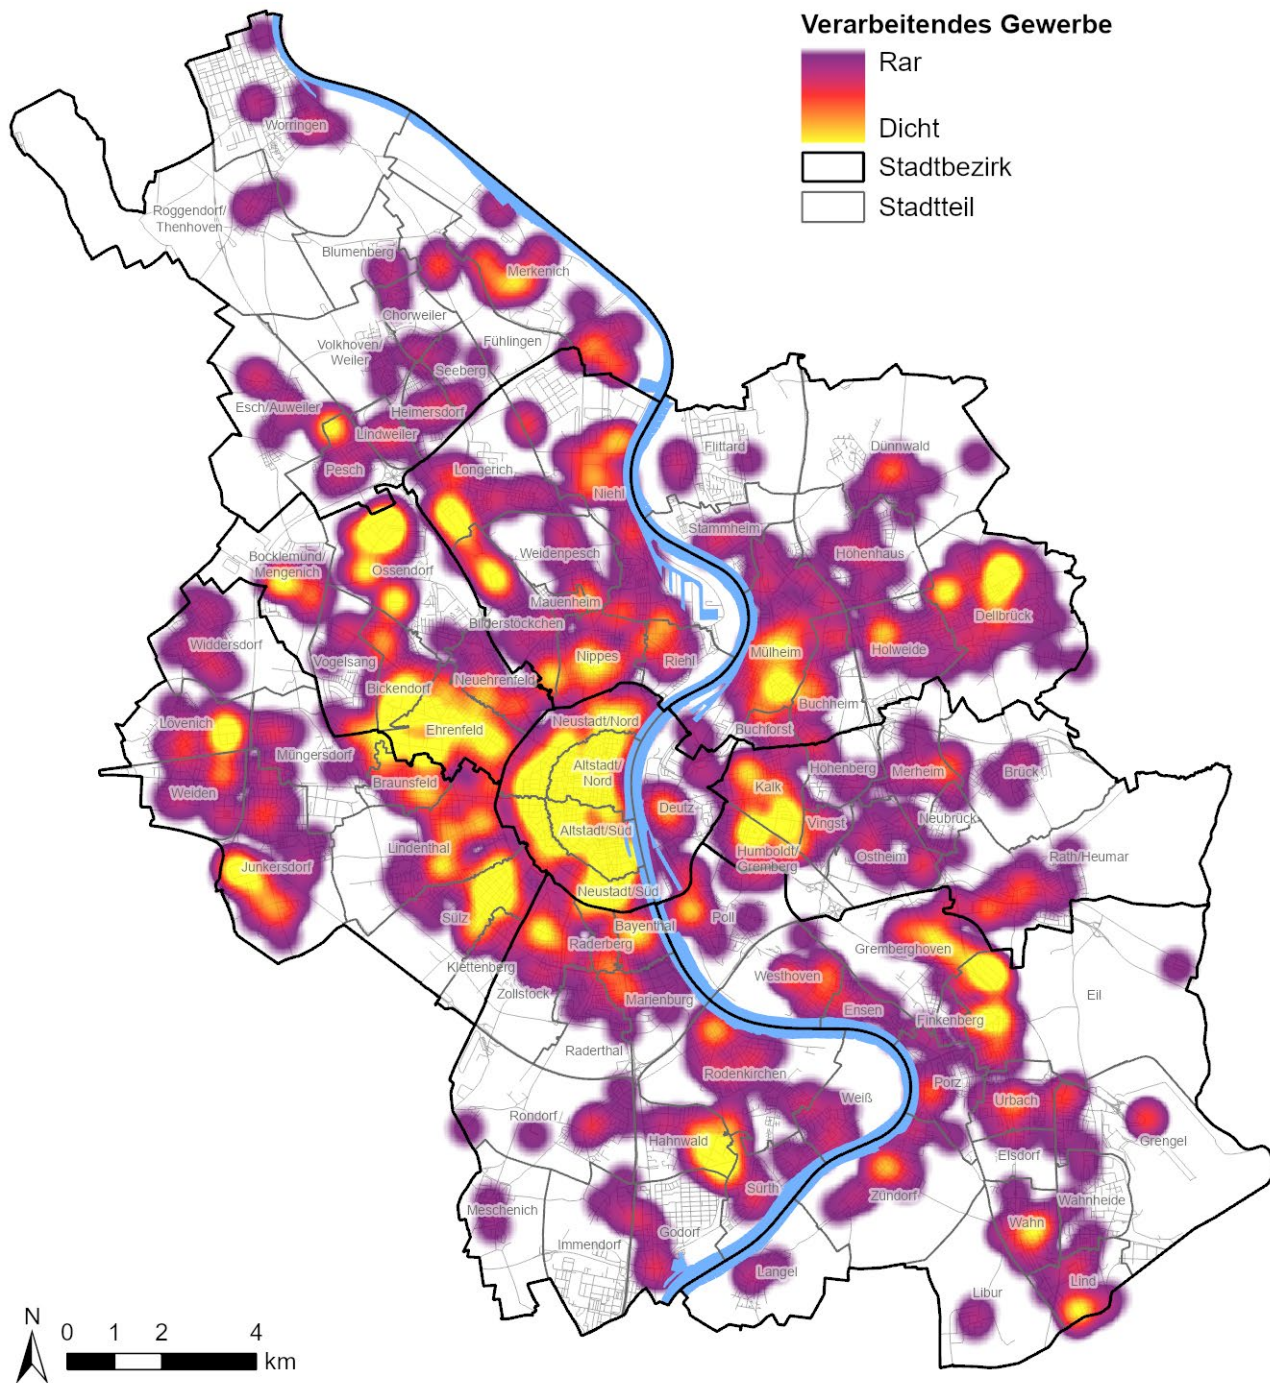 Verarbeitendes Gewerbe
Rar
Dicht
Stadtbezirk
Stadtteil
Worringen
Roggendorf/
Thenhoven
Blumenberg
Merkenich
Chorweiler
Volkhoven/
Weiler
Fühlingen
Seeberg
Esch/Auweiler
Heimersdorf
Lindweiler
Pesch
Longerich
Niehl
Flittard
Dünnwald
Stammheim
Höhenhaus
Bocklemünd/
Mengenich
Ossendorf
Weidenpesch
Mauenheim
Bilderstöckchen
Dellbrück
Widdersdorf
Vogelsang
Nippes
Riehl
Mülheim
Holweide
Bickendorf
Neuehrenfeld
Buchheim
Lövenich
Ehrenfeld
Neustadt/Nord
Buchforst
Müngersdorf
Altstadt/
Nord
Höhenberg
Merheim
Brück
Weiden
Braunsfeld
Kalk
Deutz
Vingst
Neubrück
Altstadt/Süd
Lindenthal
Humboldt/
Gremberg
Ostheim
Rath/Heumar
Junkersdorf
Neustadt/Süd
Sülz
Bayenthal
Poll
Raderberg
Gremberghoven
Klettenberg
Westhoven
Zollstock
Marienburg
Ensen
Eil
Finkenberg
Raderthal
Rodenkirchen
Porz
Weiß
Urbach
Rondorf
Hahnwald
Grengel
Elsdorf
Sürth
Zündorf
Wahnheide
Meschenich
Wahn
Godorf
Immendorf
Langel
Lind
Libur
N
0 1 2 4
km